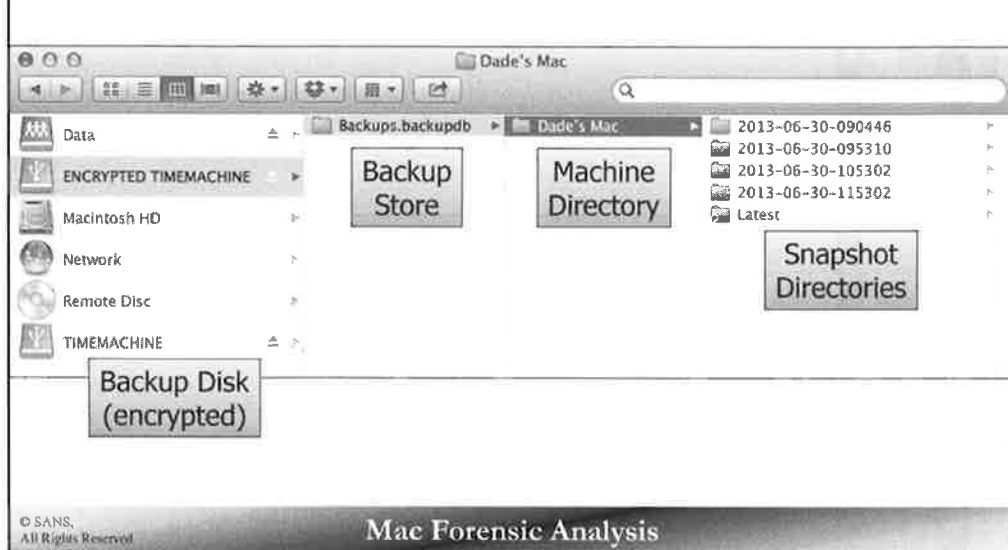 Dade's Mac
Data
ENCRYPTED TIMEMACHINE
Macintosh HD
Network
Remote Disc
TIMEMACHINE
Backups.backupdb
Dade's Mac
2013-06-30-090446
2013-06-30-095310
2013-06-30-105302
2013-06-30-115302
Latest
Backup
Store
Machine
Directory
Snapshot
Directories
Backup Disk
(encrypted)
© SANS,
All Rights Reserved
Mac Forensic Analysis